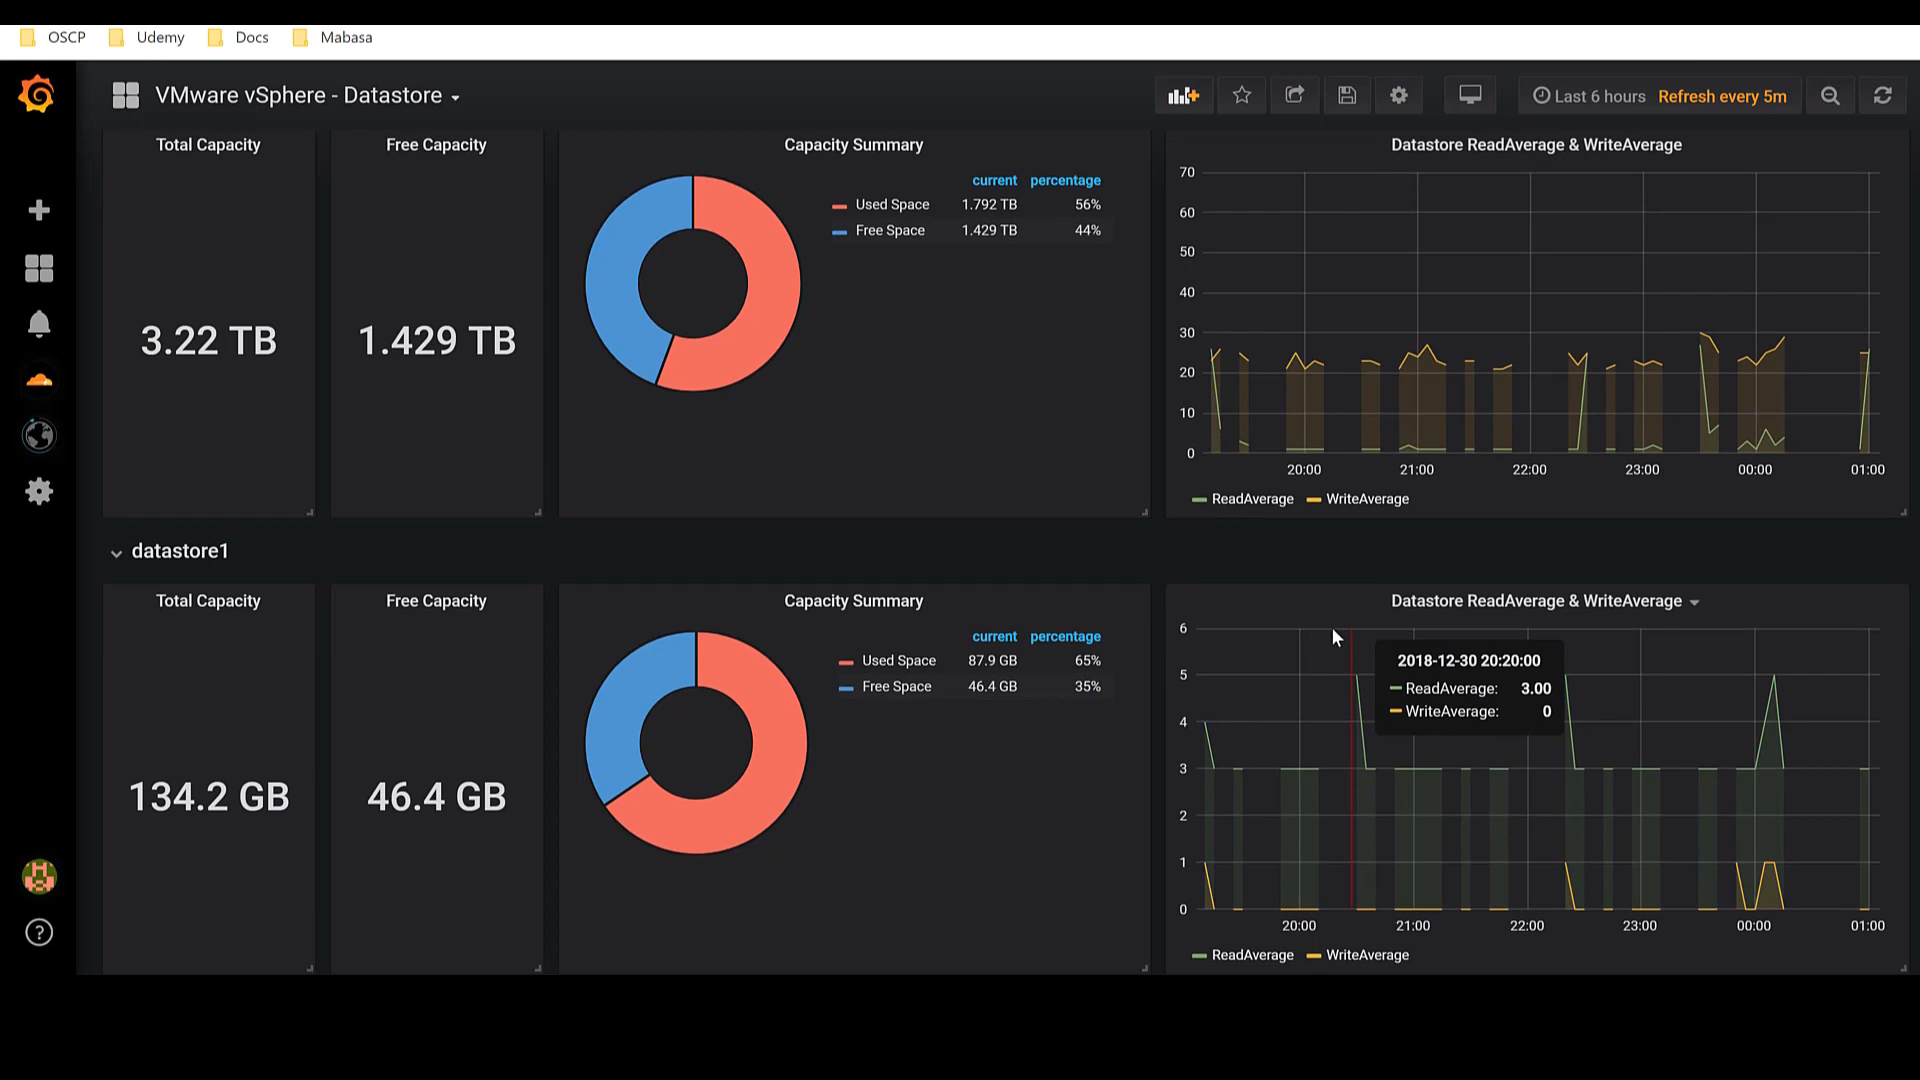 OSCP Udemy Docs Mabasa
VMware vSphere - Datastore
Last 6 hours Refresh every 5m
Total Capacity
3.22 TB
Free Capacity
1.429 TB
Capacity Summary
current percentage
Used Space 1.792 TB 56%
Free Space 1.429 TB 44%
Datastore ReadAverage & WriteAverage
70
60
50
40
30
20
10
0
20:00 21:00 22:00 23:00 00:00 01:00
ReadAverage WriteAverage
datastore1
Total Capacity
134.2 GB
Free Capacity
46.4 GB
Capacity Summary
current percentage
Used Space 87.9 GB 65%
Free Space 46.4 GB 35%
Datastore ReadAverage & WriteAverage
6
5
4
3
2
1
0
2018-12-30 20:20:00
ReadAverage: 3.00
WriteAverage: 0
20:00 21:00 22:00 23:00 00:00 01:00
ReadAverage WriteAverage